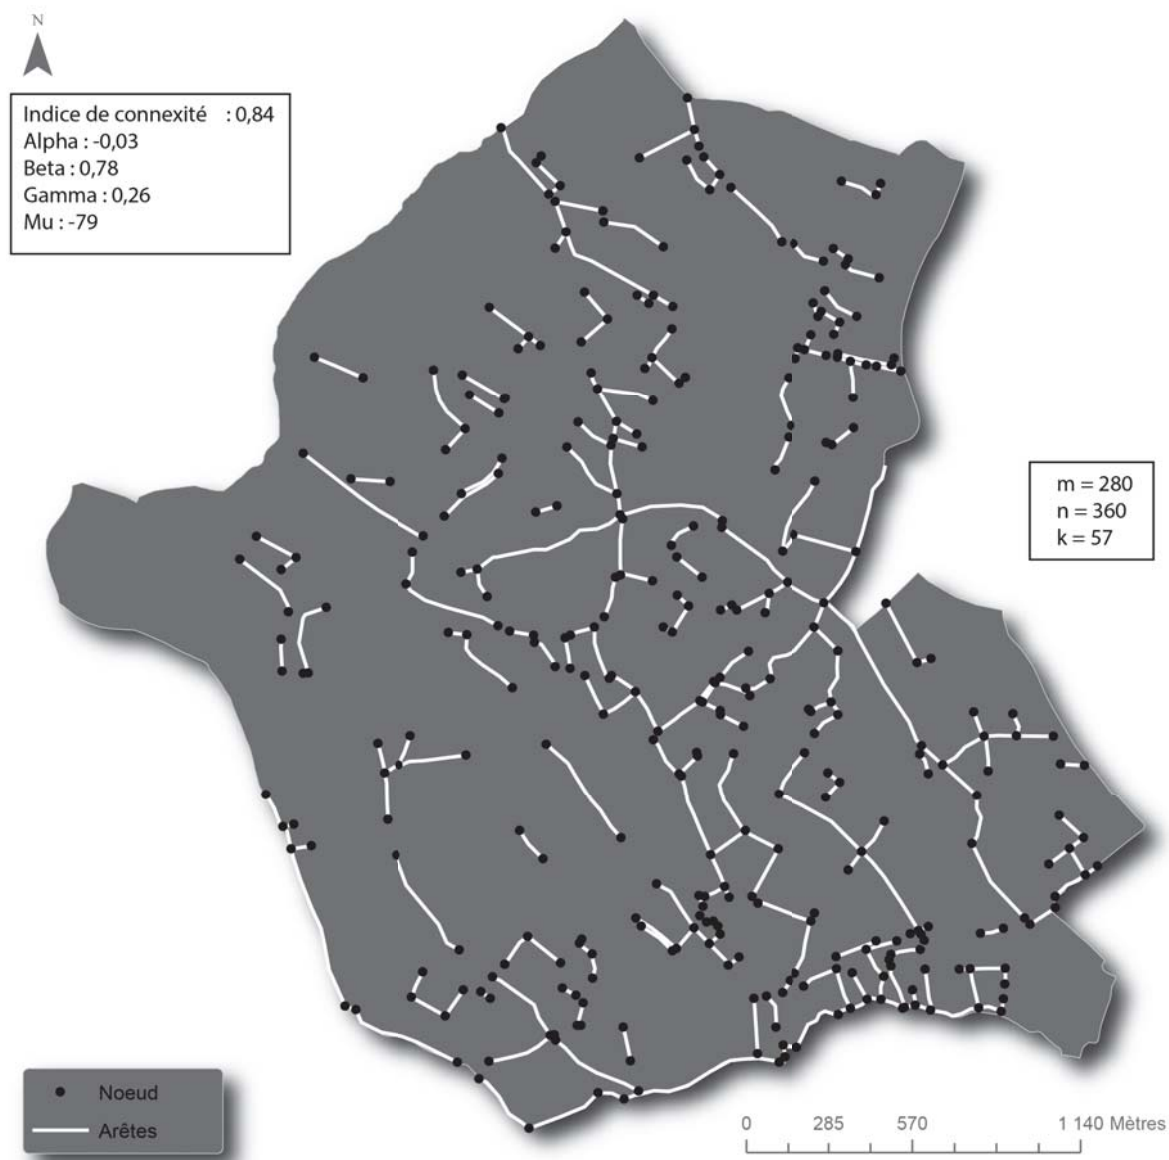 N
Indice de connexité : 0,84
Alpha : -0,03
Beta : 0,78
Gamma : 0,26
Mu : -79
m = 280
n = 360
k = 57
Noeud
Arêtes
0 285 570 1 140 Mètres